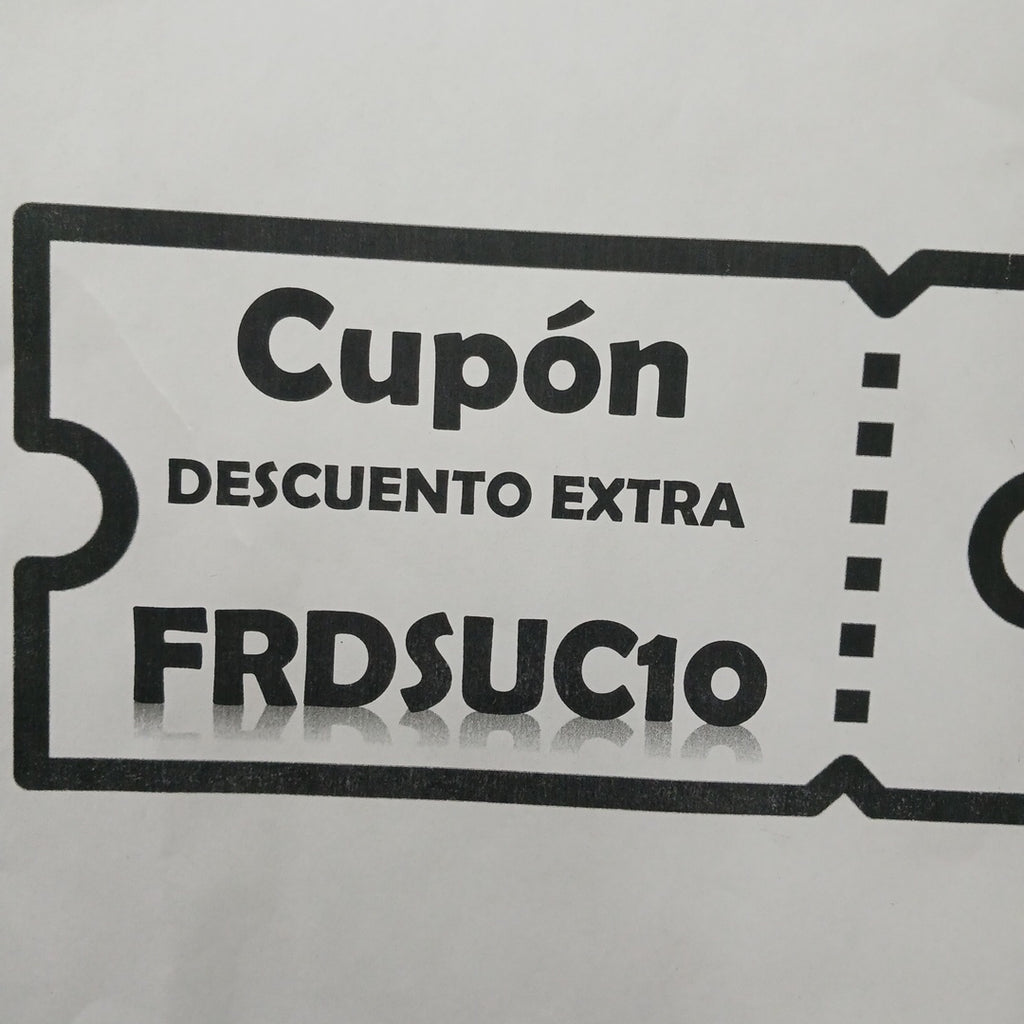 Cupón
DESCUENTO EXTRA
FRDSUC10